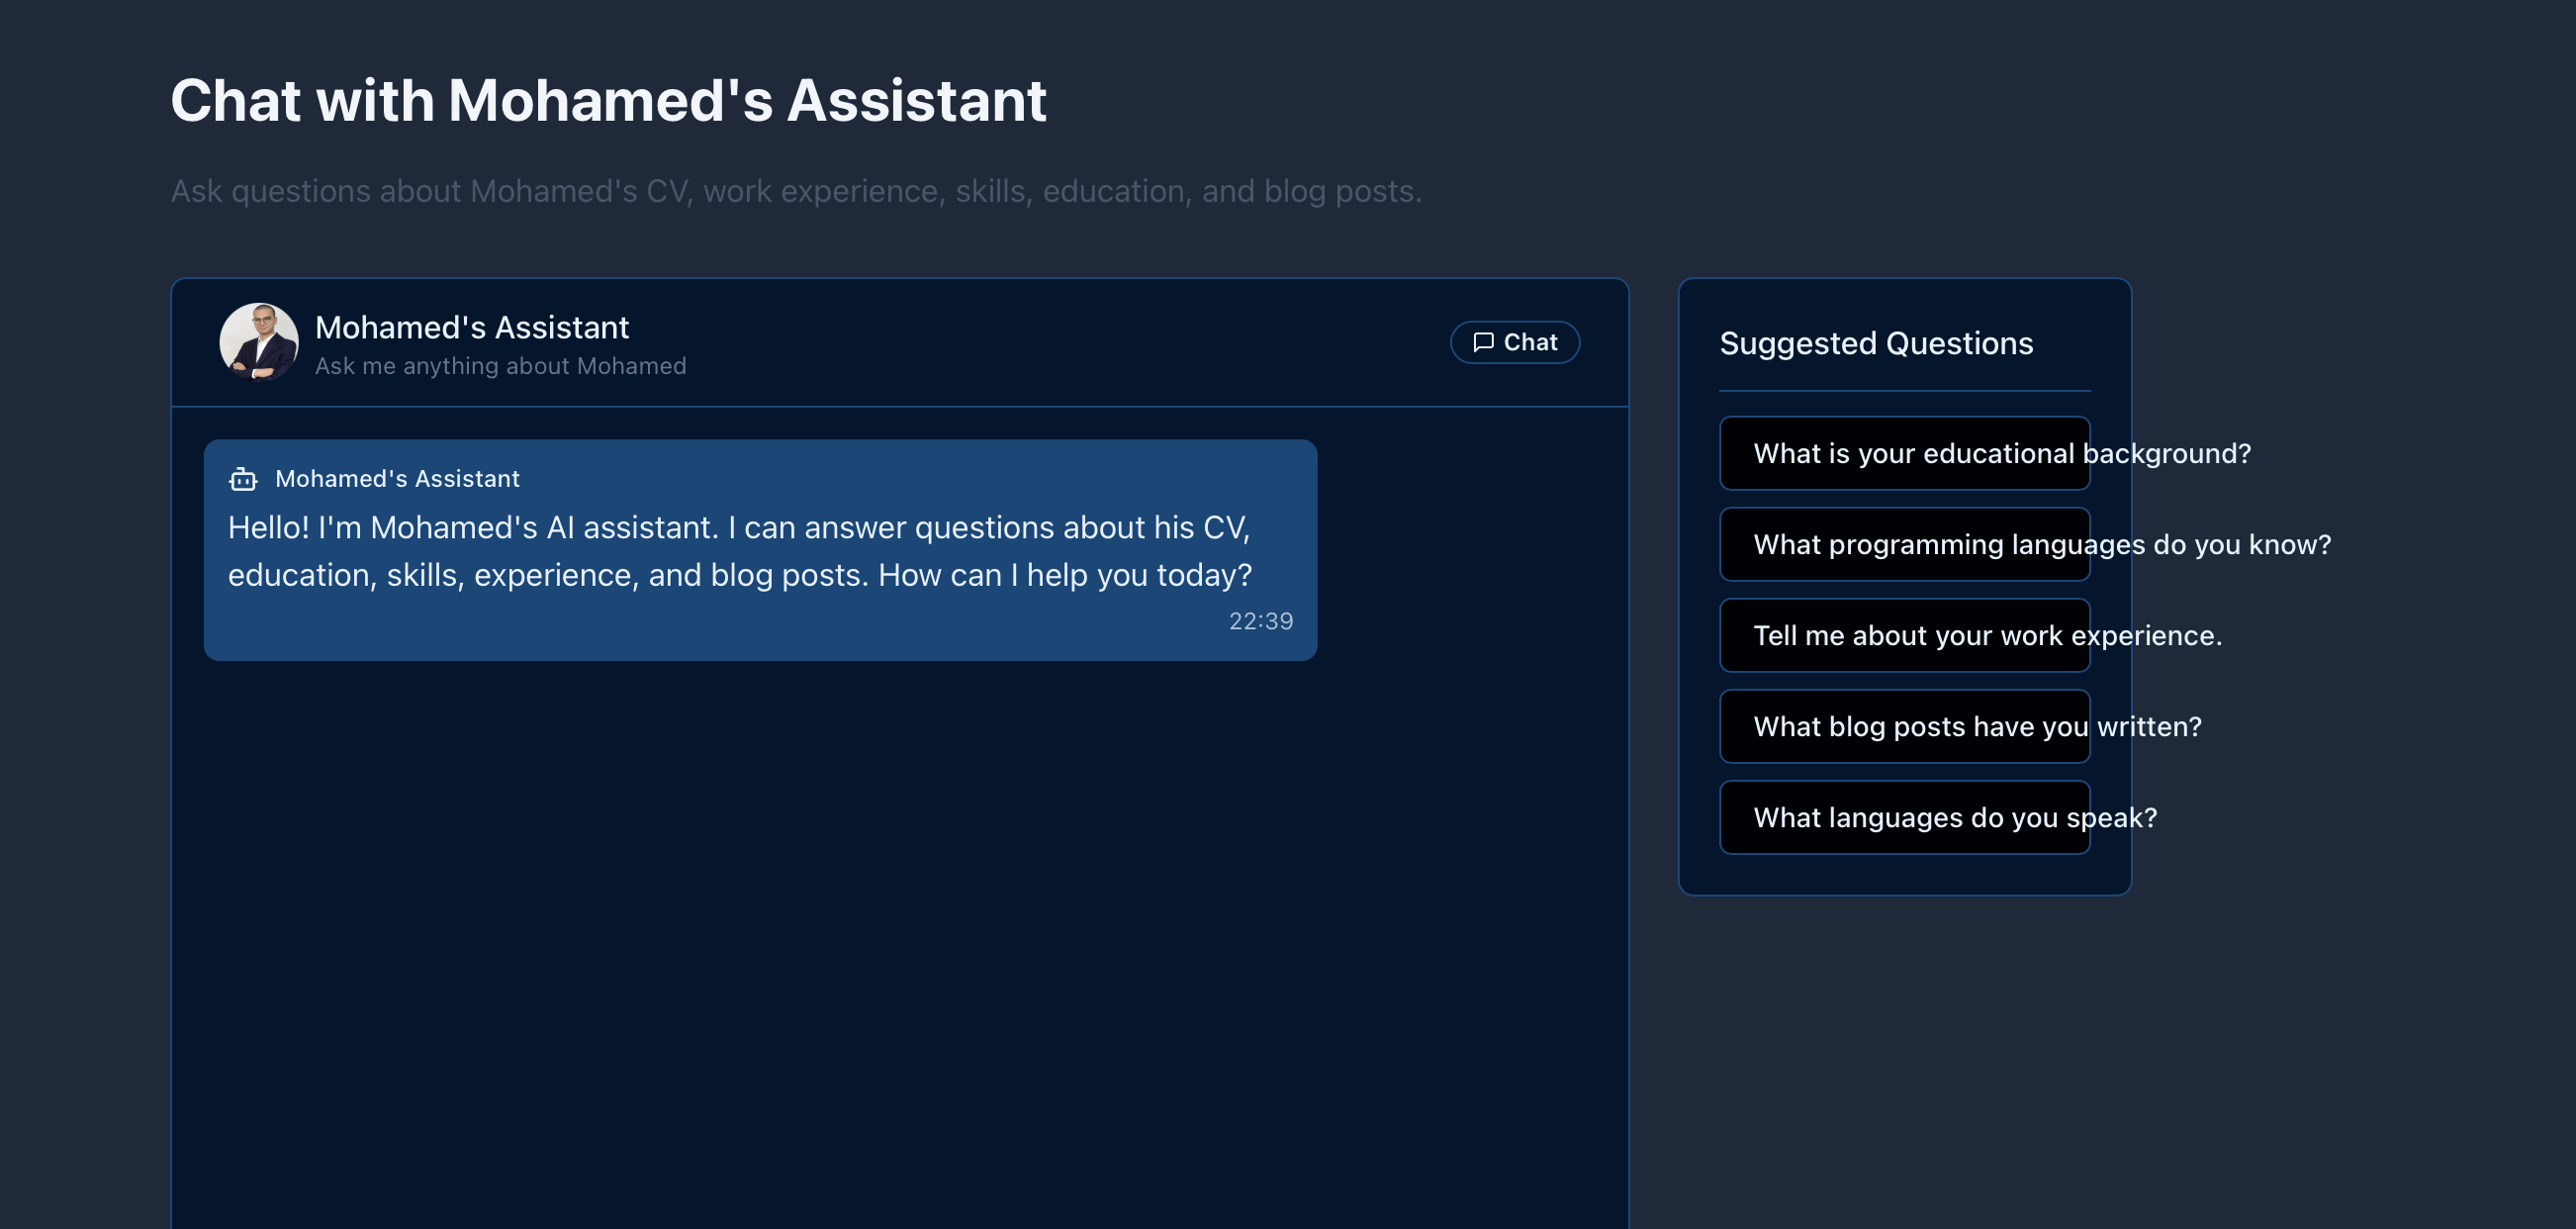 Chat with Mohamed's Assistant
Ask questions about Mohamed's CV, work experience, skills, education, and blog posts.
Mohamed's Assistant
Ask me anything about Mohamed
Chat
Mohamed's Assistant
Hello! I'm Mohamed's AI assistant. I can answer questions about his CV,
education, skills, experience, and blog posts. How can I help you today?
22:39
Suggested Questions
What is your educational background?
What programming languages do you know?
Tell me about your work experience.
What blog posts have you written?
What languages do you speak?